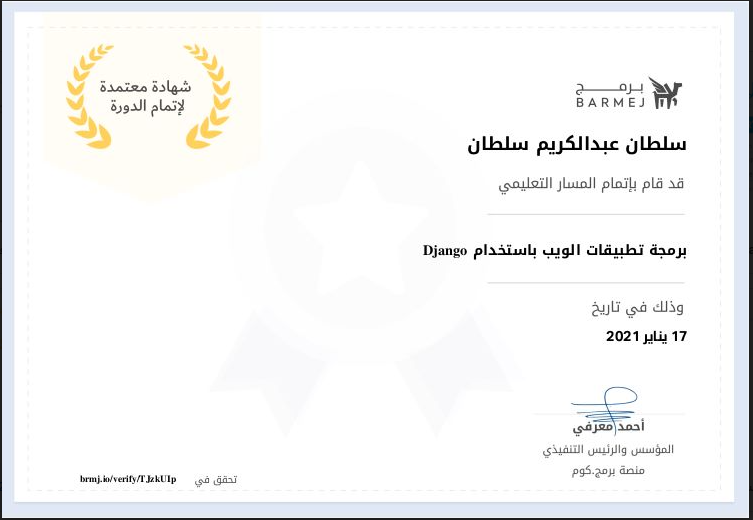 شهادة معتمدة
لإتمام الدورة
بـرمــــج
BARMEJ
سلطان عبدالكريم سلطان
قد قام بإتمام المسار التعليمي
برمجة تطبيقات الويب باستخدام Django
وذلك في تاريخ
17 يناير 2021
أحمد معرفي
المؤسس والرئيس التنفيذي
منصة برمج.كوم
تحقق في brmj.io/verify/TJzkUIp